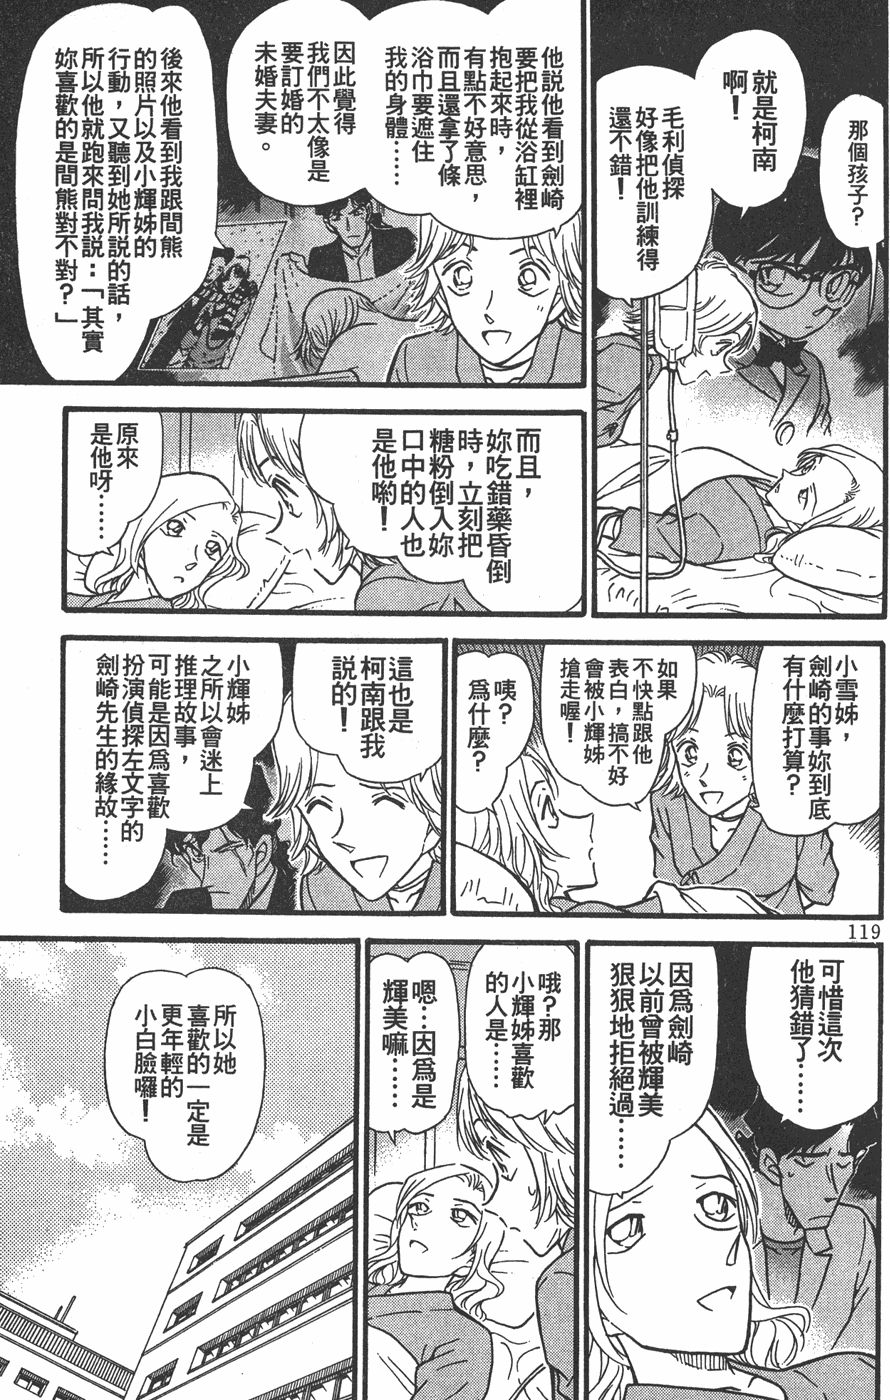 那個孩子?
就是柯南
啊!
毛利偵探
好像把他訓練得
還不錯!
他說他看到劍崎
要把我從浴缸裡
抱起來時,
有點不好意思,
而且還拿了條
浴巾要遮住
我的身體……
因此覺得
我們不太像是
要訂婚的
未婚夫妻。
後來他看到我跟間熊
的照片以及小輝姊的
行動,又聽到她所說的話,
所以他就跑來問我說:「其實
妳喜歡的是間熊對不對?」
而且,
妳吃錯藥昏倒
時,立刻把
糖粉倒入妳
口中的人也
是他喲!
原來
是他呀……
小雪姊,
劍崎的事妳到底
有什麼打算?
如果
不快點跟他
表白,搞不好
會被小輝姊
搶走喔!
咦?
爲什麼?
這也是
柯南跟我
說的!
小輝姊
之所以會迷上
推理故事,
可能是因爲喜歡
扮演偵探左文字的
劍崎先生的緣故……
119
可惜這次
他猜錯了……
因爲劍崎
以前曾被輝美
狠狠地拒絕過……
哦?那
小輝姊喜歡
的人是……
嗯…因爲是
輝美嘛……
所以她
喜歡的一定是
更年輕的
小白臉囉!